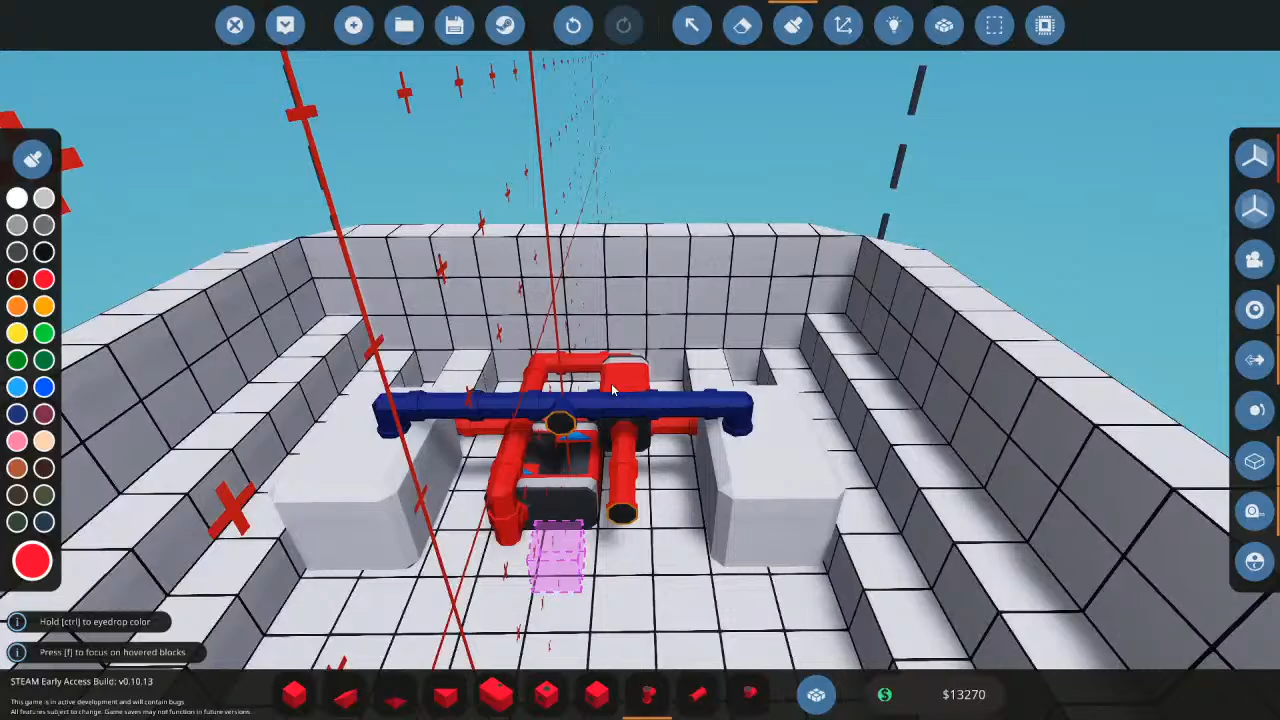 Hold [ctrl] to eyedrop color
Press [f] to focus on hovered blocks
STEAM Early Access Build: v0.10.13
This game is in active development and will contain bugs
All features subject to change. Game saves may not function in future versions.
$
$13270